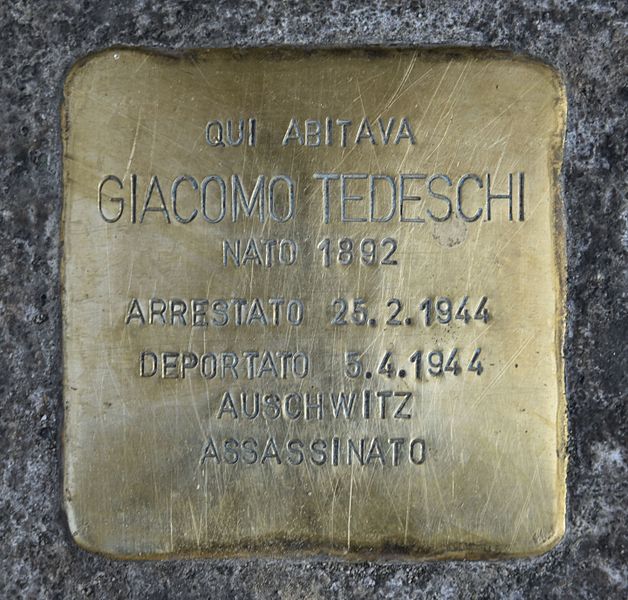 QUI ABITAVA
GIACOMO TEDESCHI
NATO 1892
ARRESTATO 25.2.1944
DEPORTATO 5.4.1944
AUSCHWITZ
ASSASSINATO